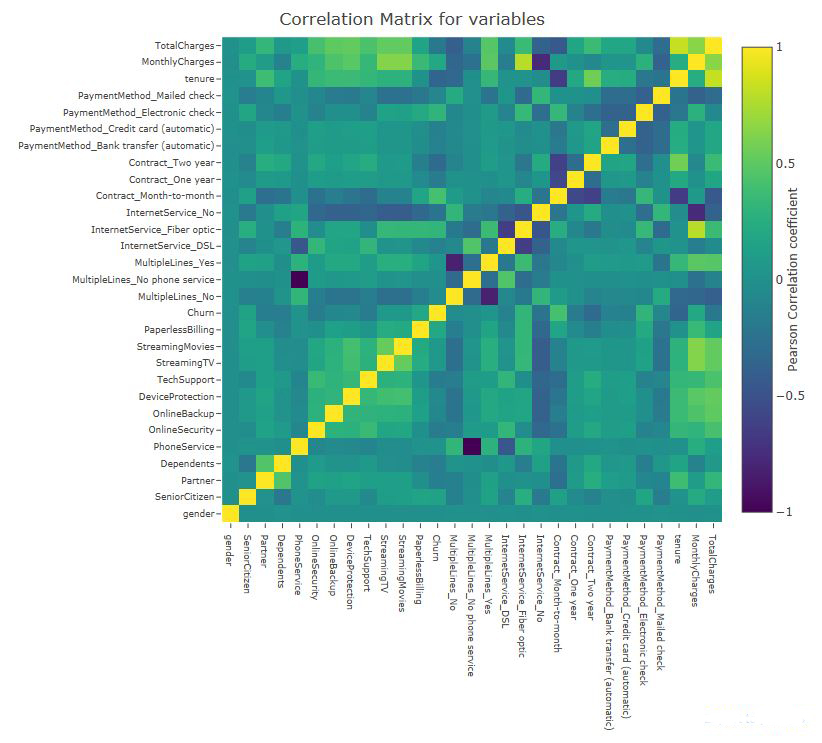 Correlation Matrix for variables
TotalCharges
MonthlyCharges
tenure
PaymentMethod_Mailed check
PaymentMethod_Electronic check
PaymentMethod_Credit card (automatic)
PaymentMethod_Bank transfer (automatic)
Contract_Two year
Contract_One year
Contract_Month-to-month
InternetService_No
InternetService_Fiber optic
InternetService_DSL
MultipleLines_Yes
MultipleLines_No phone service
MultipleLines_No
Churn
PaperlessBilling
StreamingMovies
StreamingTV
TechSupport
DeviceProtection
OnlineBackup
OnlineSecurity
PhoneService
Dependents
Partner
SeniorCitizen
gender
gender
SeniorCitizen
Partner
Dependents
PhoneService
OnlineSecurity
OnlineBackup
DeviceProtection
TechSupport
StreamingTV
StreamingMovies
PaperlessBilling
Churn
MultipleLines_No
MultipleLines_No phone service
MultipleLines_Yes
InternetService_DSL
InternetService_Fiber optic
InternetService_No
Contract_Month-to-month
Contract_One year
Contract_Two year
PaymentMethod_Bank transfer (automatic)
PaymentMethod_Credit card (automatic)
PaymentMethod_Electronic check
PaymentMethod_Mailed check
tenure
MonthlyCharges
TotalCharges
1
0.5
0
−0.5
−1
Pearson Correlation coefficient